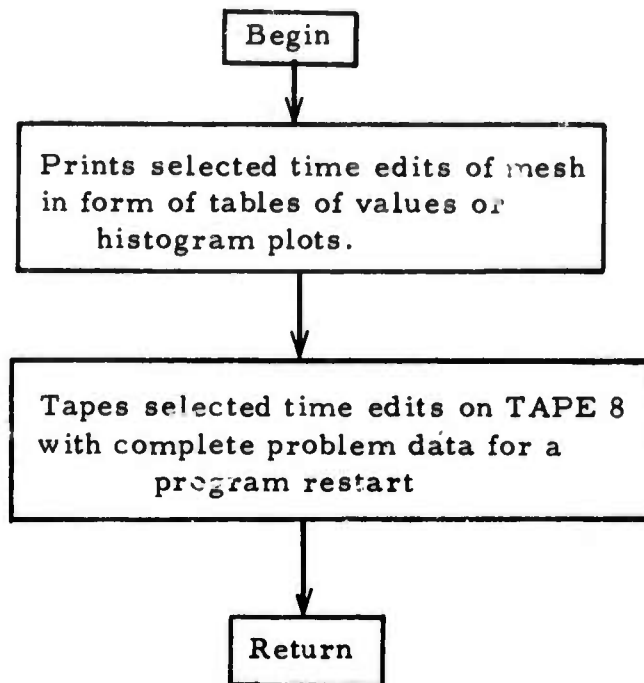 Begin
Prints selected time edits of mesh
in form of tables of values or
histogram plots.
Tapes selected time edits on TAPE 8
with complete problem data for a
program restart
Return